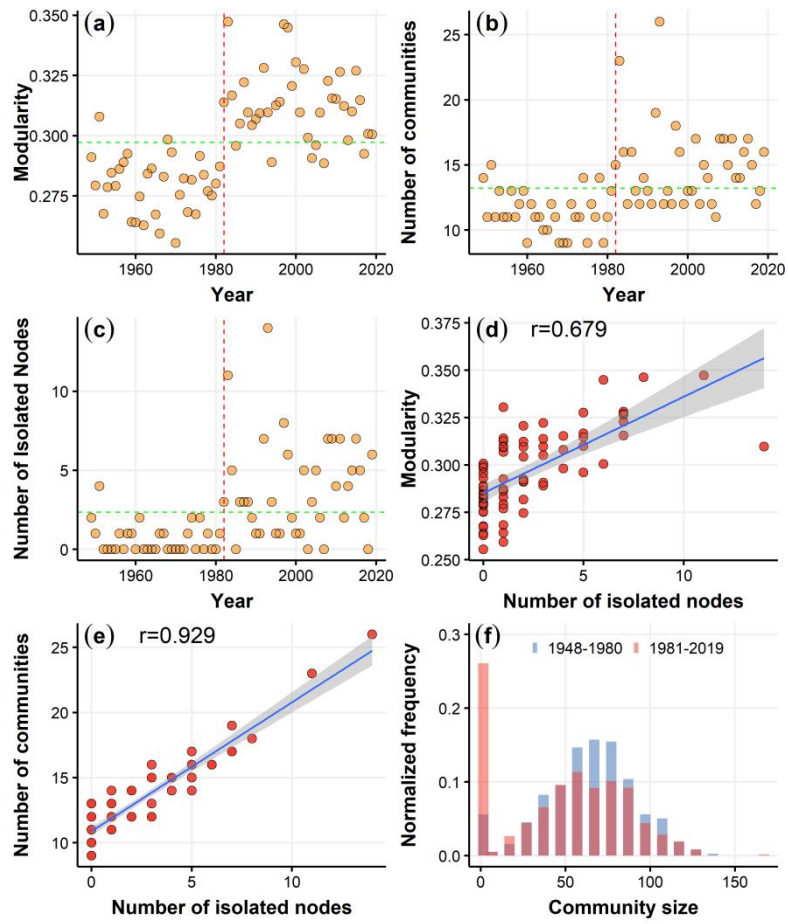 (a)
Modularity
0.350
0.325
0.300
0.275
1960 1980 2000 2020
Year
(b)
Number of communities
25
20
15
10
1960 1980 2000 2020
Year
(c)
Number of Isolated Nodes
10
5
0
1960 1980 2000 2020
Year
(d) r=0.679
Modularity
0.375
0.350
0.325
0.300
0.275
0.250
0 5 10
Number of isolated nodes
(e) r=0.929
Number of communities
25
20
15
10
0 5 10
Number of isolated nodes
(f)
1948-1980 1981-2019
Normalized frequency
0.3
0.2
0.1
0.0
0 50 100 150
Community size